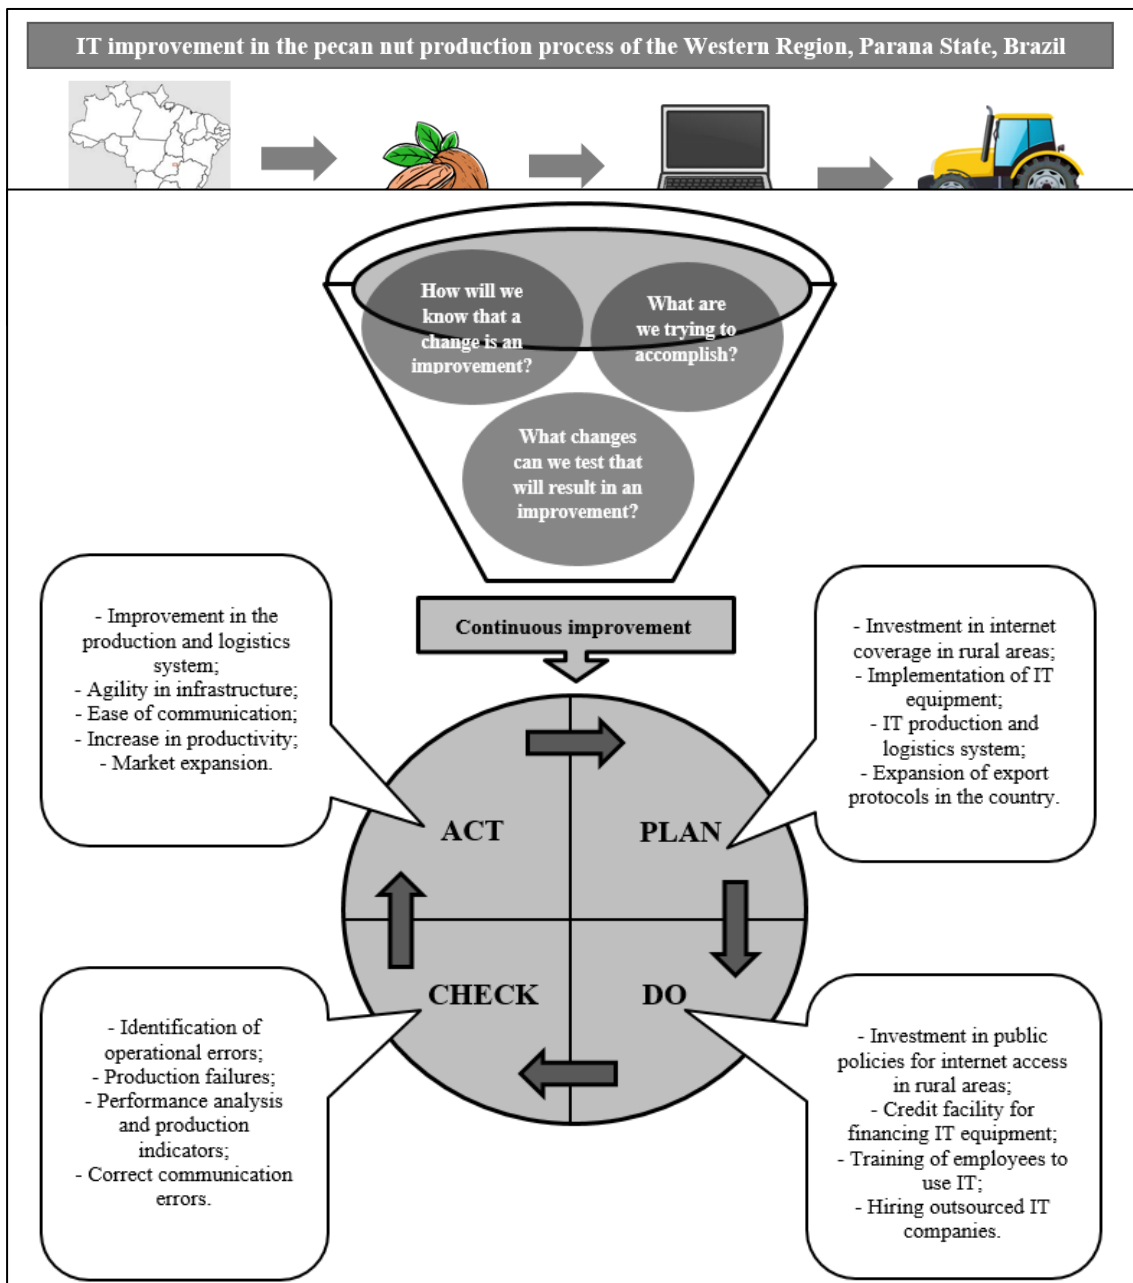 IT improvement in the pecan nut production process of the Western Region, Parana State, Brazil
How will we
know that a
change is an
improvement?
What are
we trying to
accomplish?
What changes
can we test that
will result in an
improvement?
Continuous improvement
- Improvement in the
production and logistics
system;
- Agility in infrastructure;
- Ease of communication;
- Increase in productivity;
- Market expansion.
- Investment in internet
coverage in rural areas;
- Implementation of IT
equipment;
- IT production and
logistics system;
- Expansion of export
protocols in the country.
ACT
PLAN
CHECK
DO
- Identification of
operational errors;
- Production failures;
- Performance analysis
and production
indicators;
- Correct communication
errors.
- Investment in public
policies for internet access
in rural areas;
- Credit facility for
financing IT equipment;
- Training of employees to
use IT;
- Hiring outsourced IT
companies.